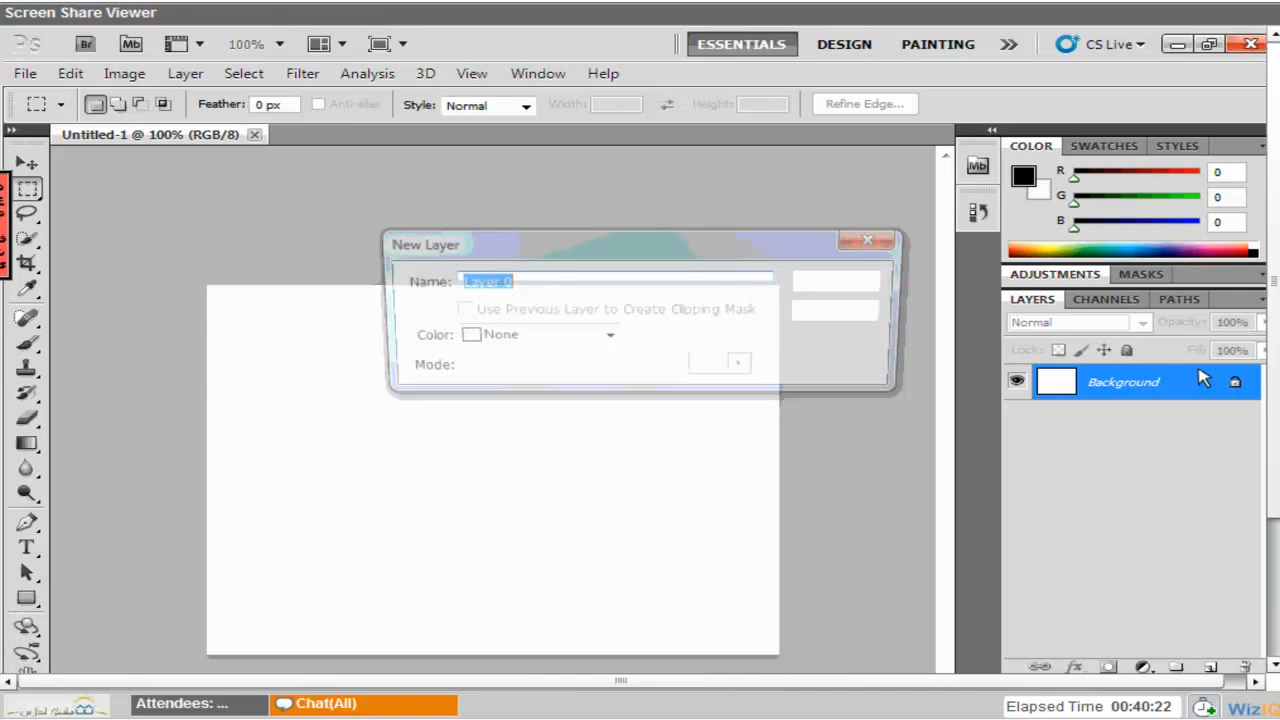 Screen Share Viewer
Ps Br Mb 100% ESSENTIALS DESIGN PAINTING CS Live
File Edit Image Layer Select Filter Analysis 3D View Window Help
Feather: 0 px Anti-alias Style: Normal Width: Height: Refine Edge...
Untitled-1 @ 100% (RGB/8)
Mb
COLOR SWATCHES STYLES
R 0
G 0
B 0
New Layer
Name: Layer 0
Use Previous Layer to Create Clipping Mask
Color: None
Mode:
ADJUSTMENTS MASKS
LAYERS CHANNELS PATHS
Normal Opacity: 100%
Lock: Fill: 100%
Background
T
fx
Attendees: ... Chat(All) Elapsed Time 00:40:22 WizIQ